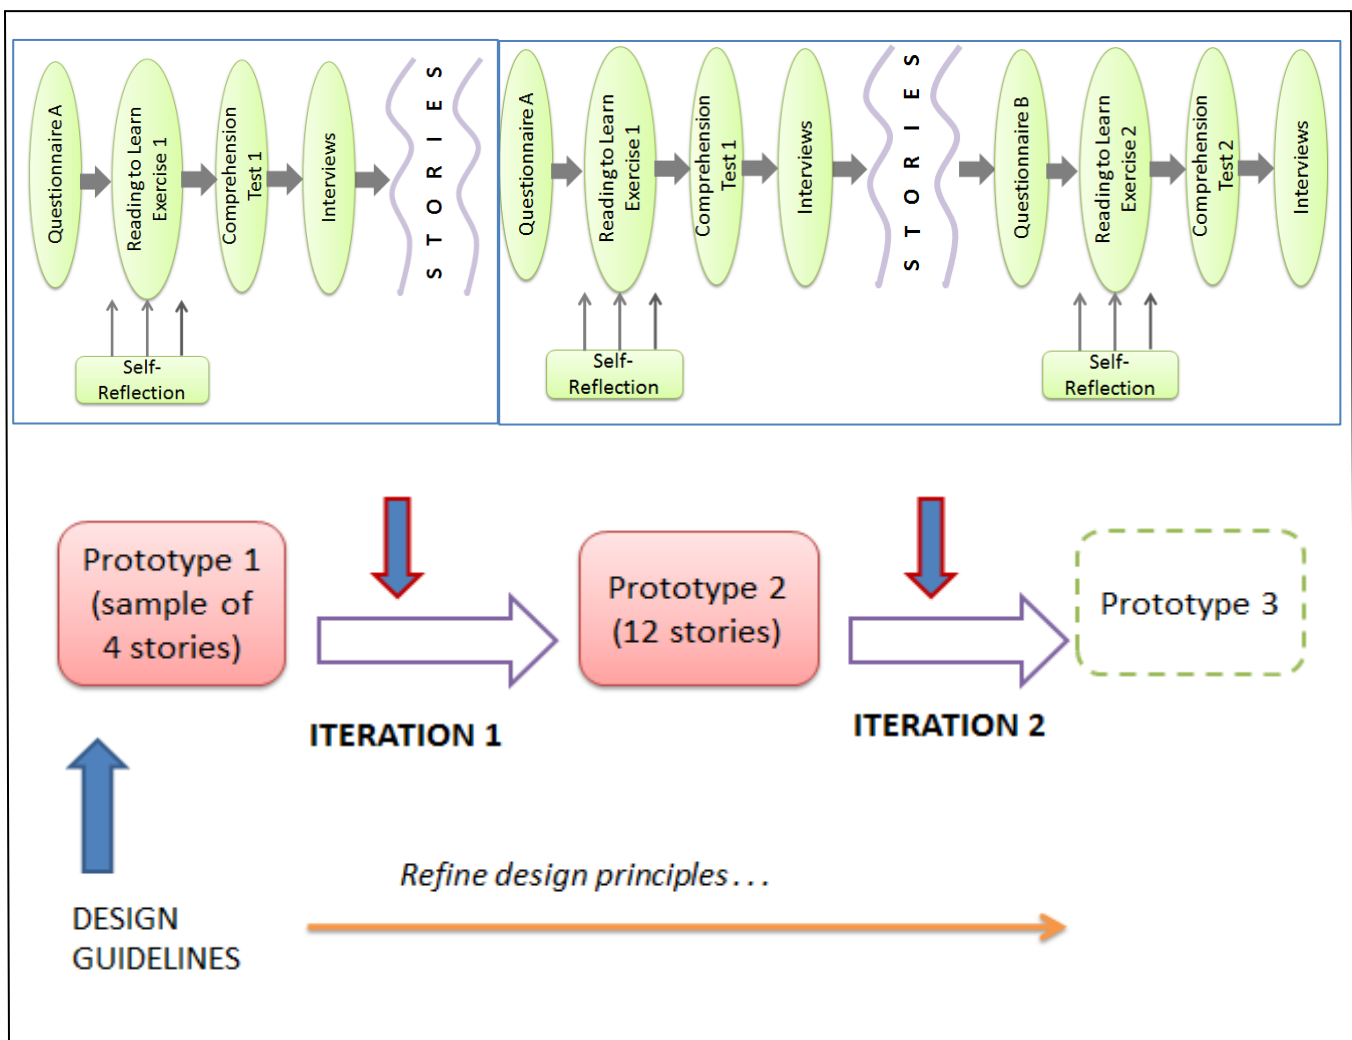 Questionnaire A
Reading to Learn
Exercise 1
Comprehension
Test 1
Interviews
STORIES
Self-
Reflection
Questionnaire A
Reading to Learn
Exercise 1
Comprehension
Test 1
Interviews
STORIES
Self-
Reflection
Questionnaire B
Reading to Learn
Exercise 2
Comprehension
Test 2
Interviews
Self-
Reflection
Prototype 1
(sample of
4 stories)
ITERATION 1
Prototype 2
(12 stories)
ITERATION 2
Prototype 3
DESIGN
GUIDELINES
Refine design principles . . .